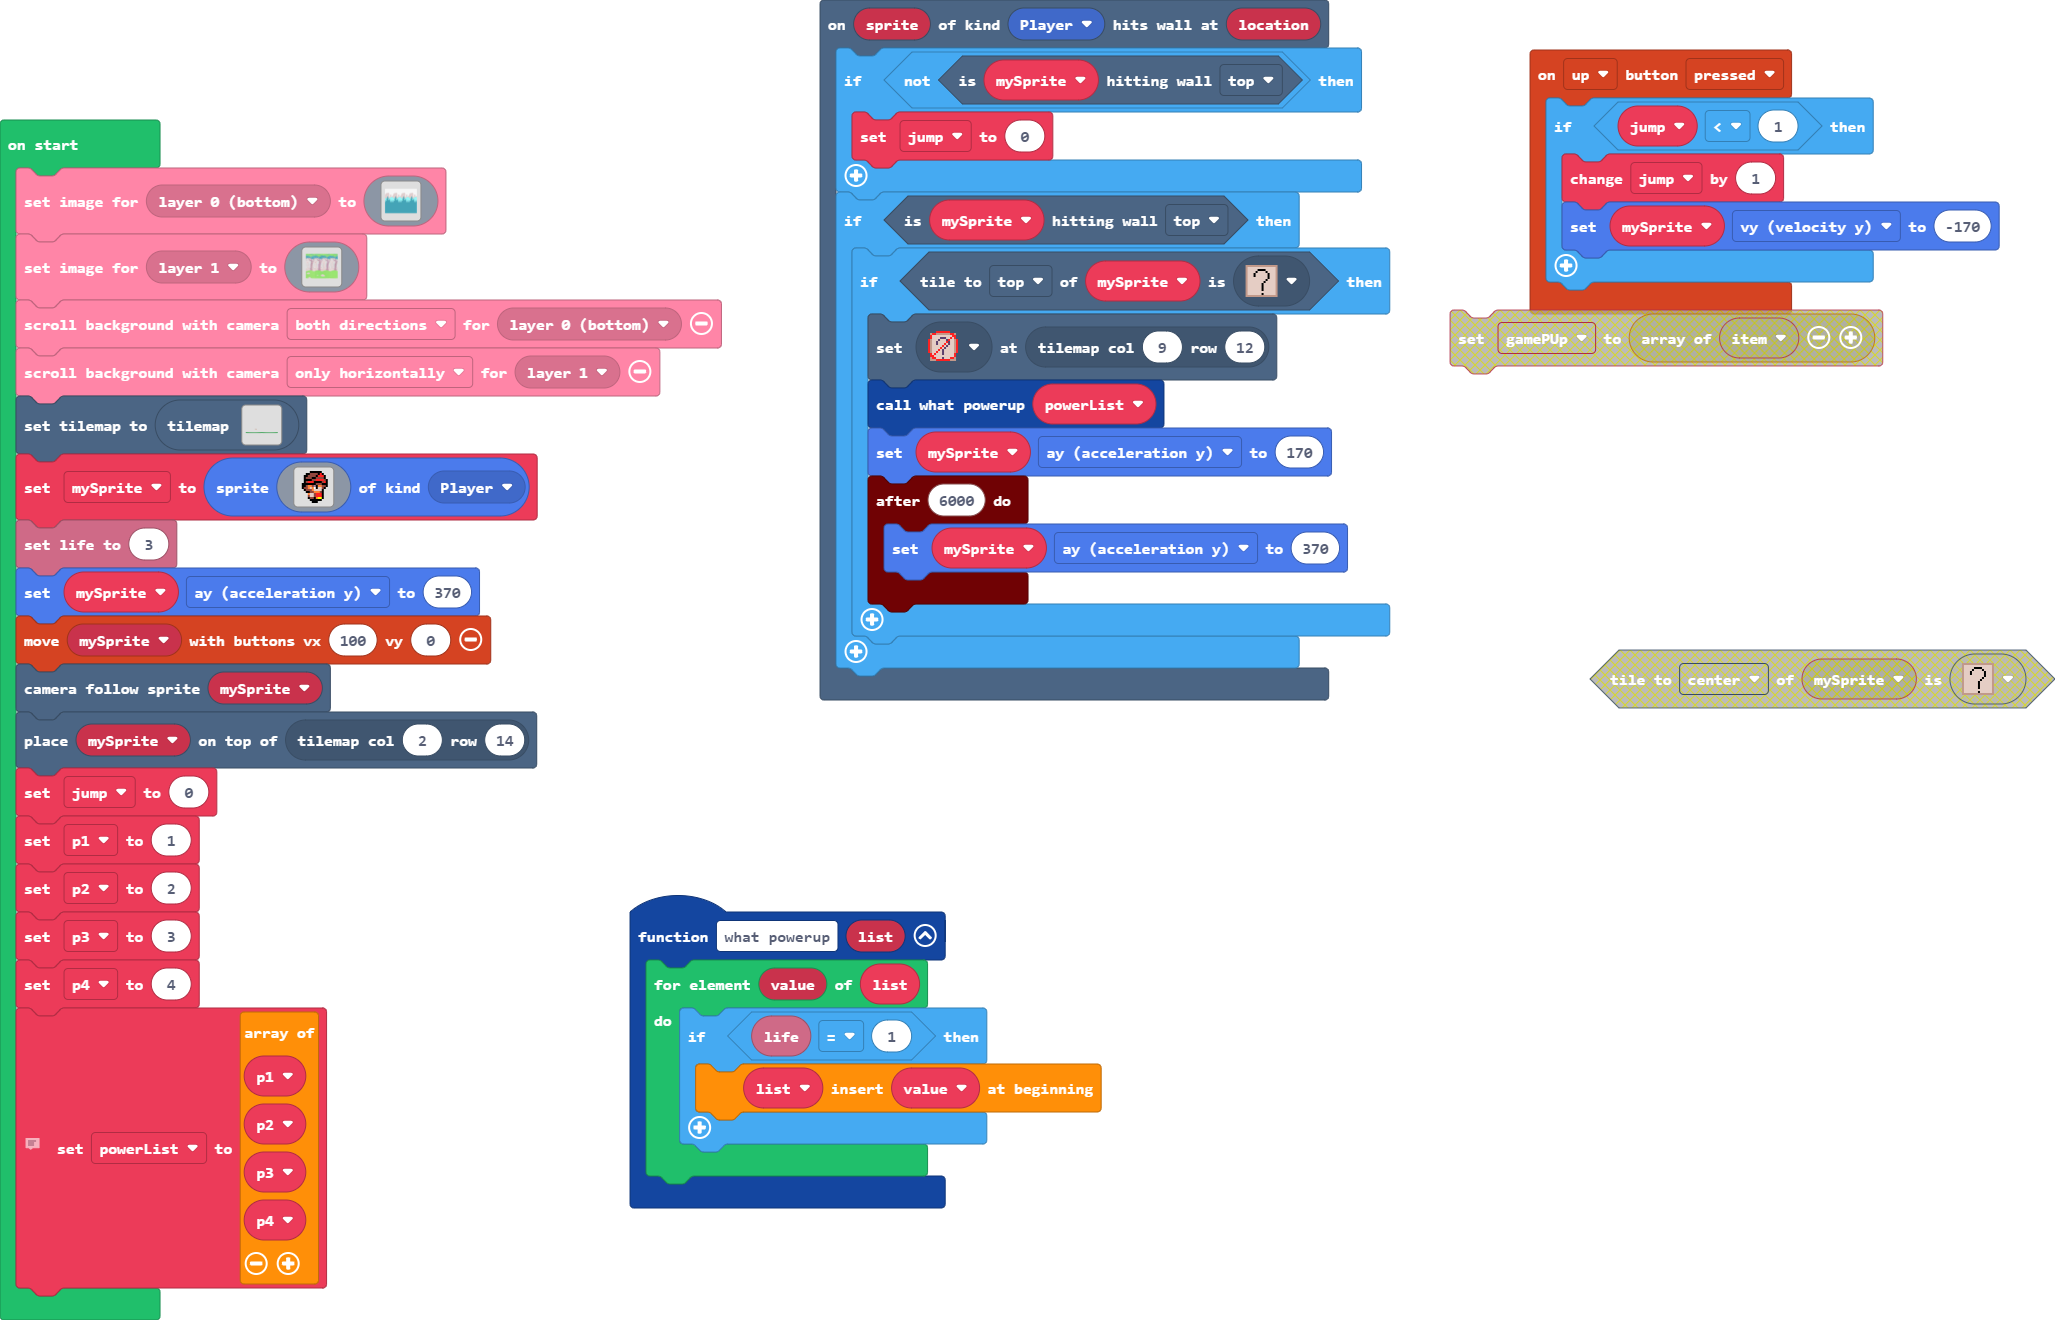 on start
set image for layer 0 (bottom) to
set image for layer 1 to
scroll background with camera both directions for layer 0 (bottom)
scroll background with camera only horizontally for layer 1
set tilemap to tilemap
set mySprite to sprite of kind Player
set life to 3
set mySprite ay (acceleration y) to 370
move mySprite with buttons vx 100 vy 0
camera follow sprite mySprite
place mySprite on top of tilemap col 2 row 14
set jump to 0
set p1 to 1
set p2 to 2
set p3 to 3
set p4 to 4
set powerList to array of
p1
p2
p3
p4
on sprite of kind Player hits wall at location
if not is mySprite hitting wall top then
set jump to 0
if is mySprite hitting wall top then
if tile to top of mySprite is ? then
set ? at tilemap col 9 row 12
call what powerup powerList
set mySprite ay (acceleration y) to 170
after 6000 do
set mySprite ay (acceleration y) to 370
function what powerup list
for element value of list
do
if life = 1 then
list insert value at beginning
on up button pressed
if jump < 1 then
change jump by 1
set mySprite vy (velocity y) to -170
set gamePUp to array of item
tile to center of mySprite is ?